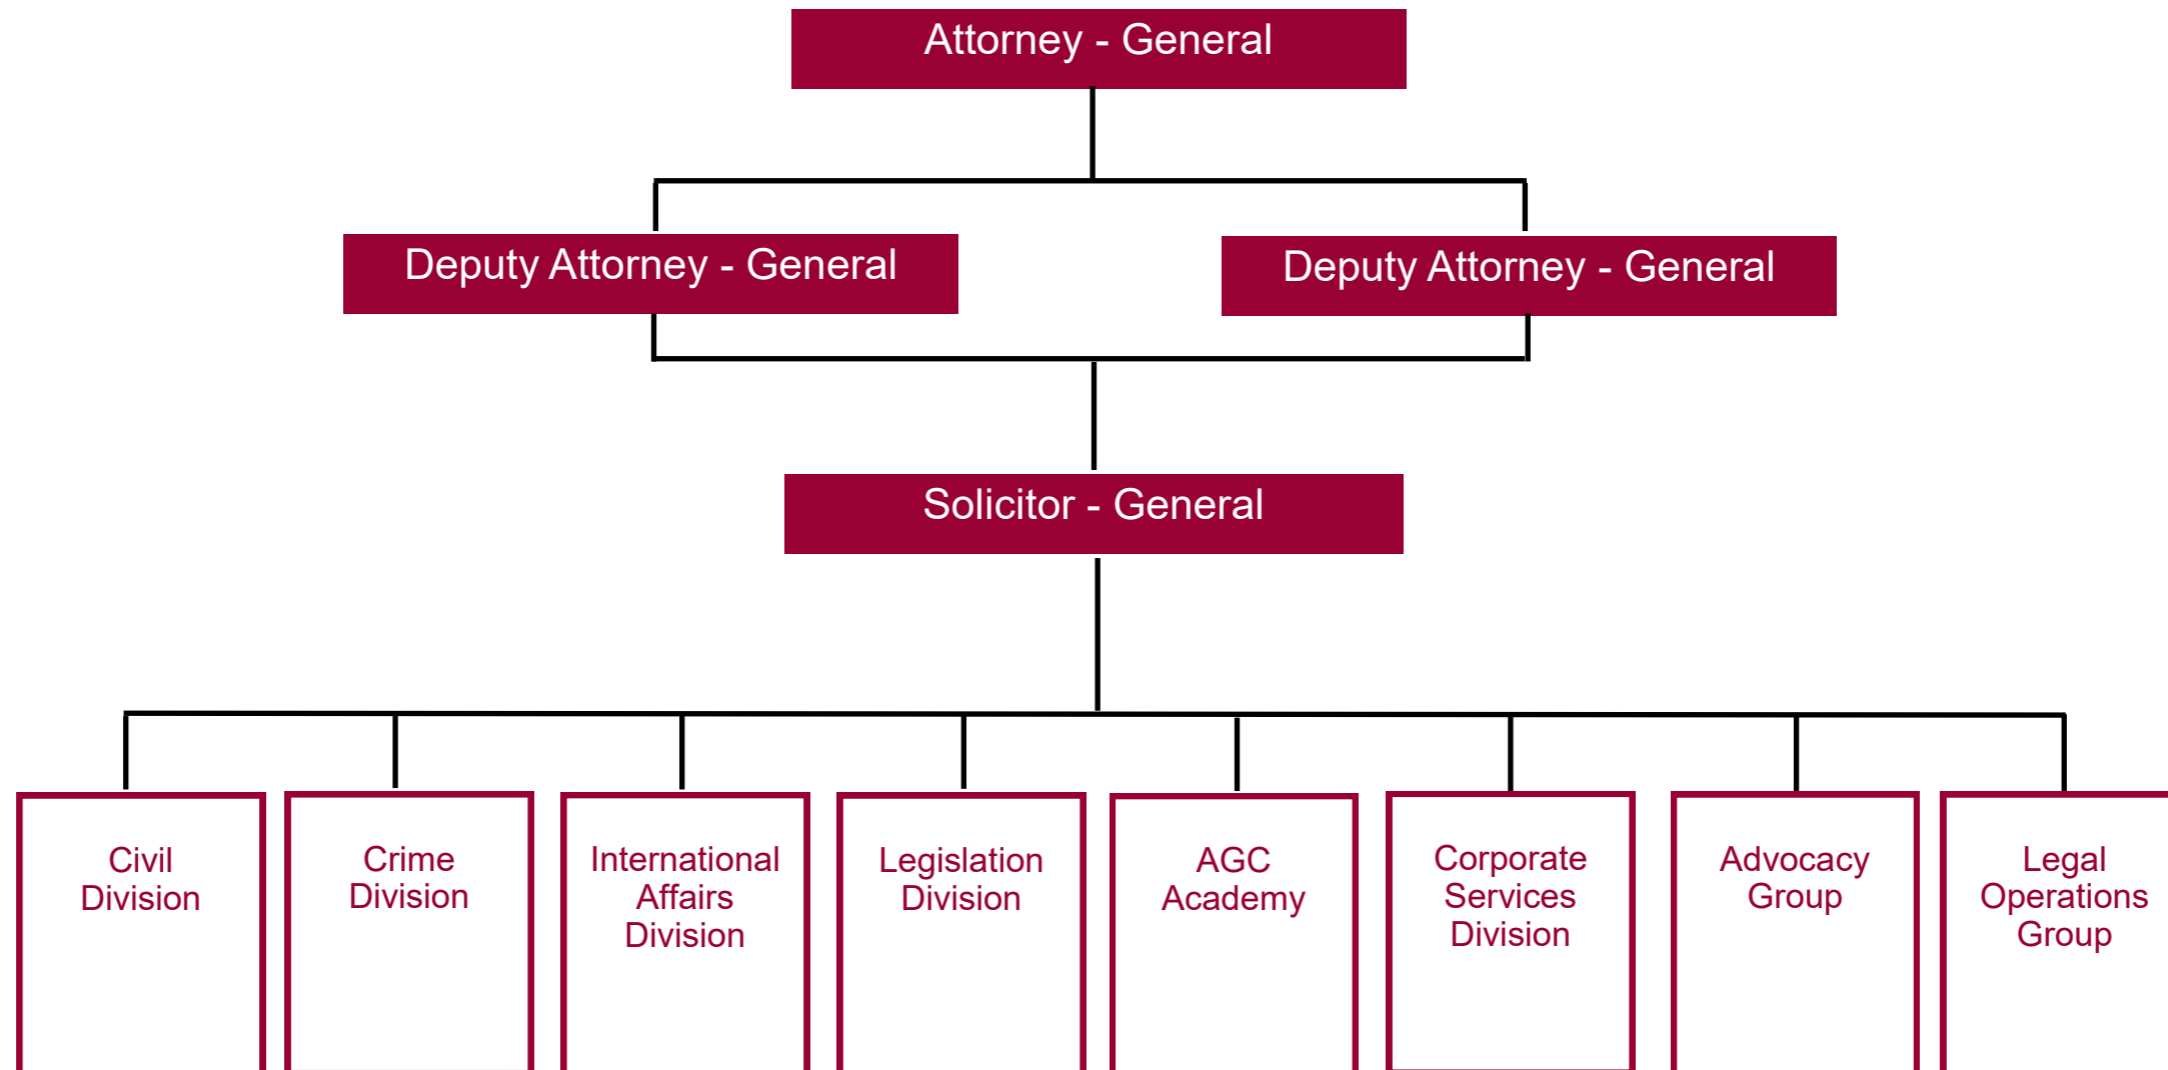 Attorney - General
Deputy Attorney - General
Deputy Attorney - General
Solicitor - General
Civil
Division
Crime
Division
International
Affairs
Division
Legislation
Division
AGC
Academy
Corporate
Services
Division
Advocacy
Group
Legal
Operations
Group